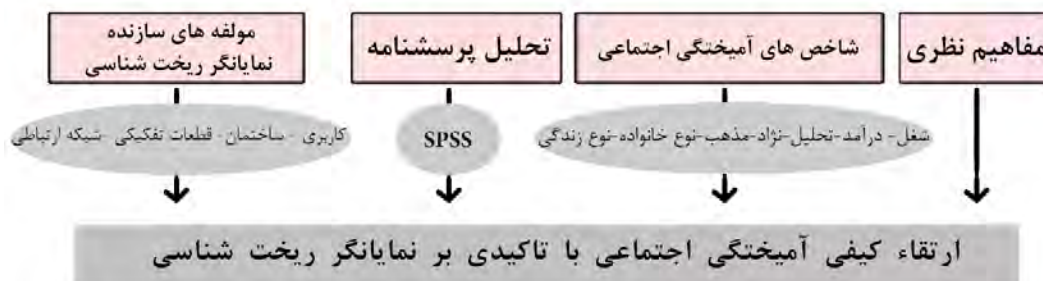 مفاهیم نظری
شاخص های آمیختگی اجتماعی
تحلیل پرسشنامه
مولفه های سازنده
نمایانگر ریخت شناسی
شغل- درآمد-تحلیل-نژاد-مذهب-نوع خانواده-نوع زندگی
SPSS
کاربری - ساختمان- قطعات تفکیکی -شبکه ارتباطی
ارتقاء کیفی آمیختگی اجتماعی با تاکیدی بر نمایانگر ریخت شناسی